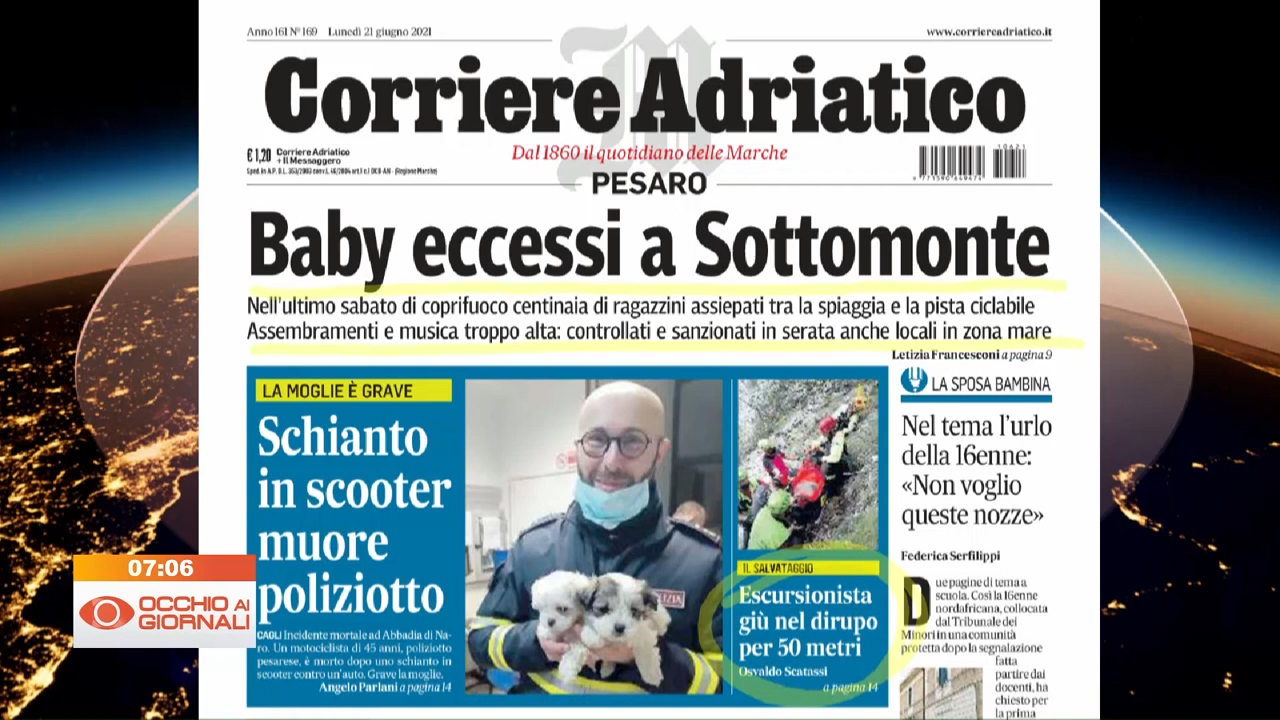 Anno 161 N° 169 Lunedì 21 giugno 2021
www.corriereadriatico.it
Corriere Adriatico
€ 1,20 Corriere Adriatico
+ Il Messaggero
Dal 1860 il quotidiano delle Marche
10621
PESARO
Baby eccessi a Sottomonte
Nell'ultimo sabato di coprifuoco centinaia di ragazzini assiepati tra la spiaggia e la pista ciclabile
Assembramenti e musica troppo alta: controllati e sanzionati in serata anche locali in zona mare
Letizia Francesconi a pagina 9
LA MOGLIE È GRAVE
Schianto
in scooter
muore
poliziotto
CAGLI Incidente mortale ad Abbadia di Na-
ro. Un motociclista di 45 anni, poliziotto
pesarese, è morto dopo uno schianto in
scooter contro un'auto. Grave la moglie.
Angelo Parlani a pagina 14
IL SALVATAGGIO
Escursionista
giù nel dirupo
per 50 metri
Osvaldo Scatassi
a pagina 14
LA SPOSA BAMBINA
Nel tema l'urlo
della 16enne:
«Non voglio
queste nozze»
Federica Serfilippi
Due pagine di tema a
scuola. Così la 16enne
nordafricana, collocata
dal Tribunale dei
Minori in una comunità
protetta dopo la segnalazione
fatta
partire dai
docenti, ha
chiesto per
la prima
07:06
OCCHIO AI
GIORNALI